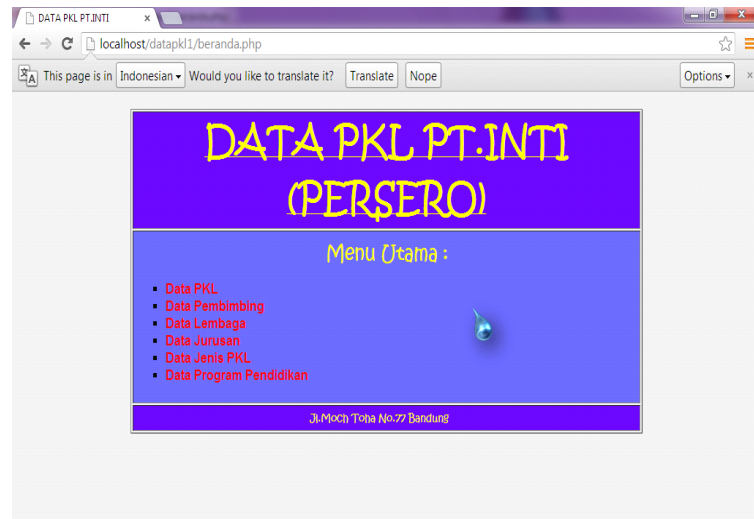 DATA PKL PT.INTI
localhost/datapkl1/beranda.php
This page is in Indonesian Would you like to translate it? Translate Nope Options
DATA PKL PT.INTI
(PERSERO)
Menu Utama :
Data PKL
Data Pembimbing
Data Lembaga
Data Jurusan
Data Jenis PKL
Data Program Pendidikan
Jl.Moch Toha No.77 Bandung